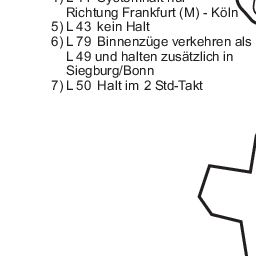 Richtung Frankfurt (M) - Köln
5) L 43 kein Halt
6) L 79 Binnenzüge verkehren als
L 49 und halten zusätzlich in
Siegburg/Bonn
7) L 50 Halt im 2 Std-Takt